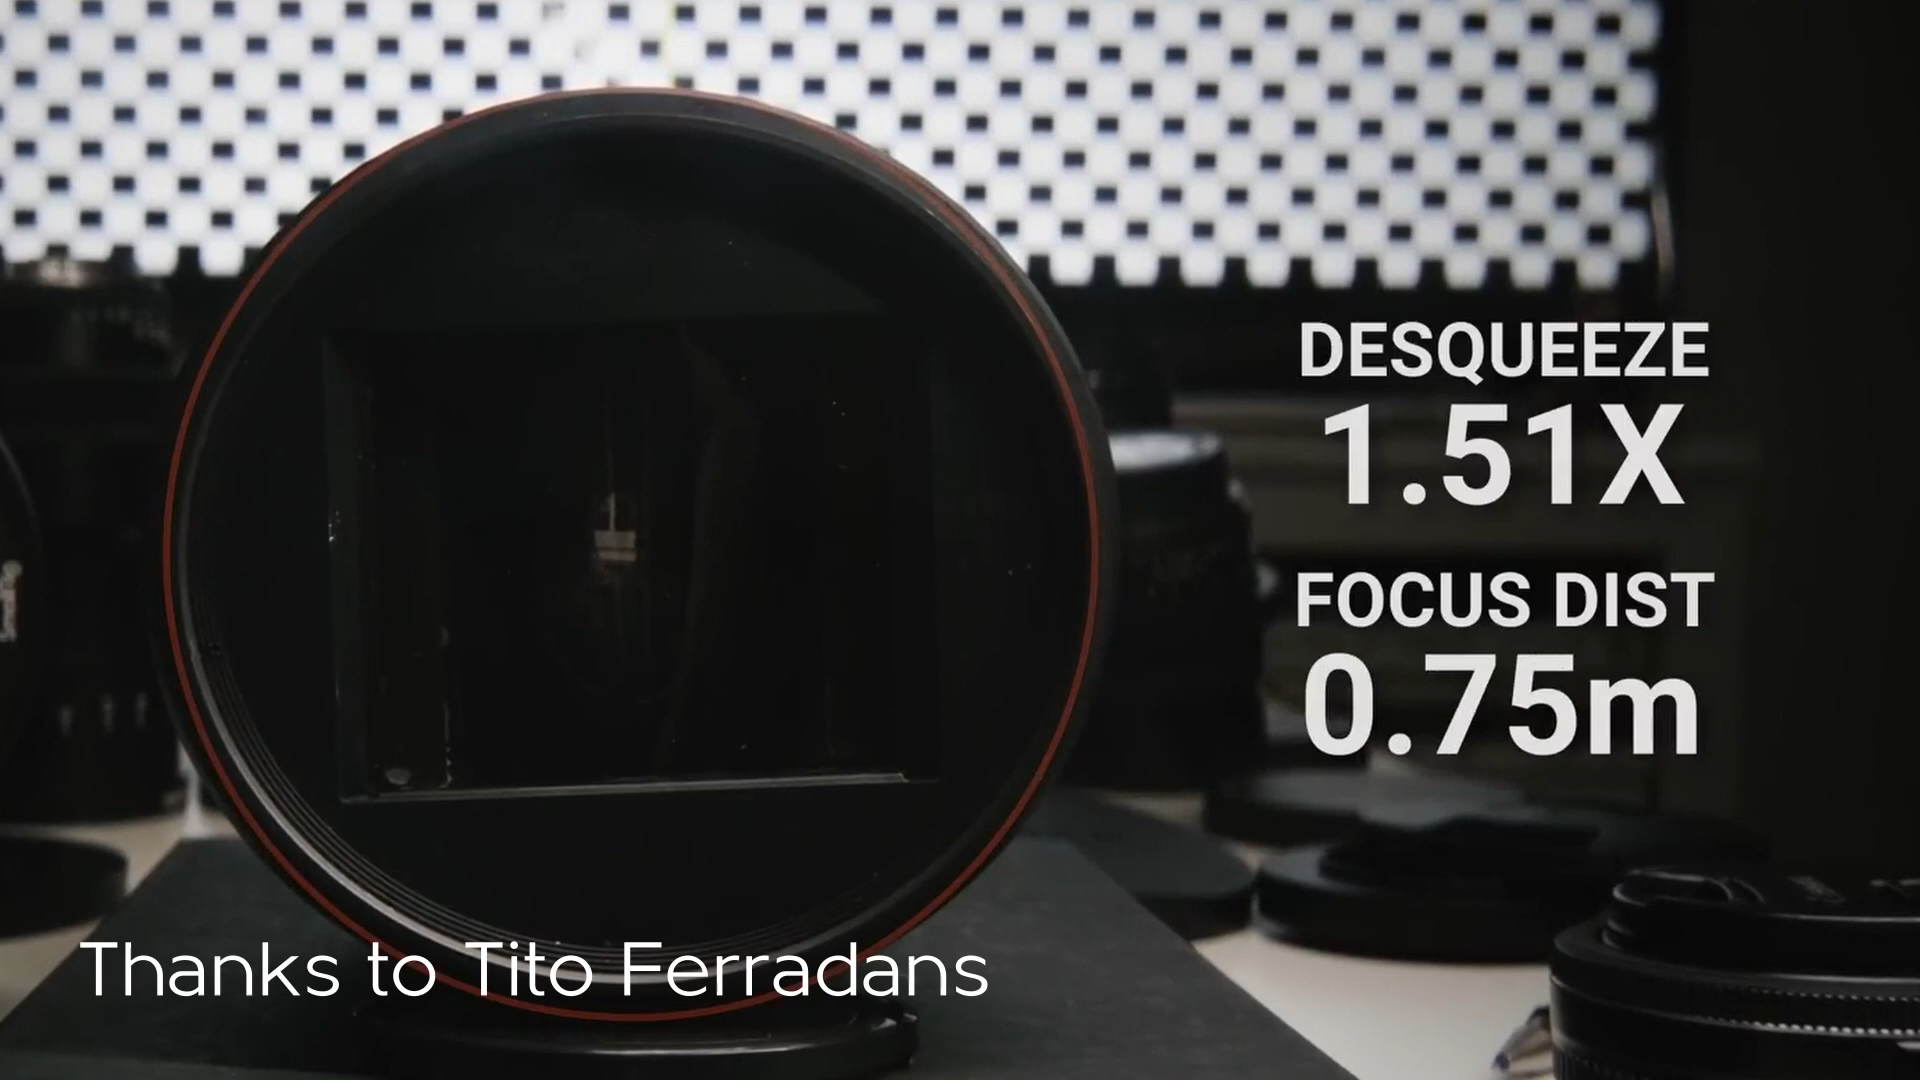 DESQUEEZE
1.51X
FOCUS DIST
0.75m
Thanks to Tito Ferradans